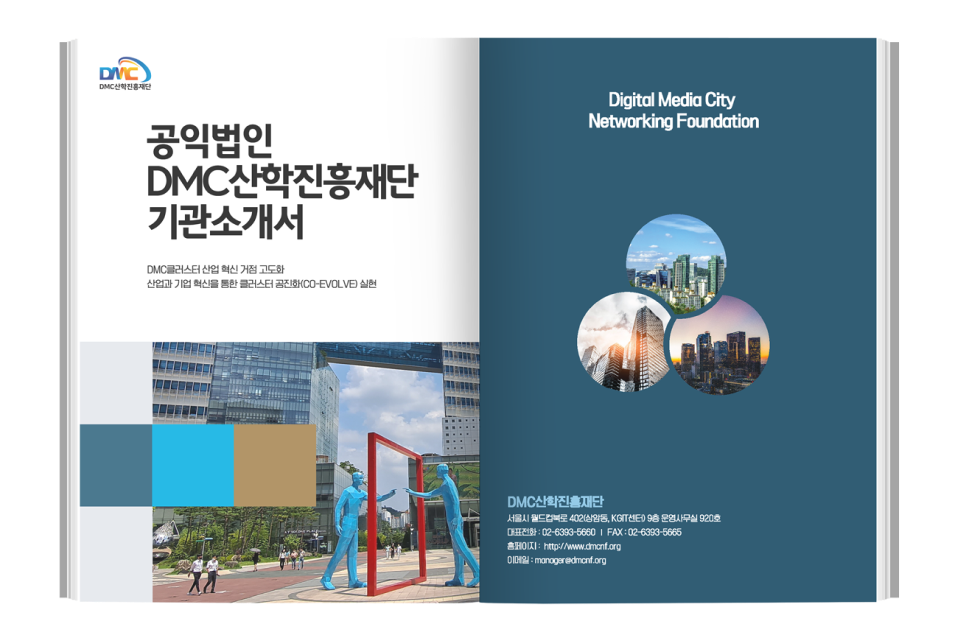 DMC
DMC산학진흥재단
공익법인
DMC산학진흥재단
기관소개서
DMC클러스터 산업 혁신 거점 고도화
산업과 기업 혁신을 통한 클러스터 공진화(CO-EVOLVE) 실현
Digital Media City
Networking Foundation
DMC산학진흥재단
서울시 월드컵북로 402(상암동, KGIT센터) 9층 운영사무실 920호
대표전화 : 02-6393-5660 I FAX : 02-6393-5665
홈페이지 : http://www.dmcnf.org
이메일 : manager@dmcnf.org